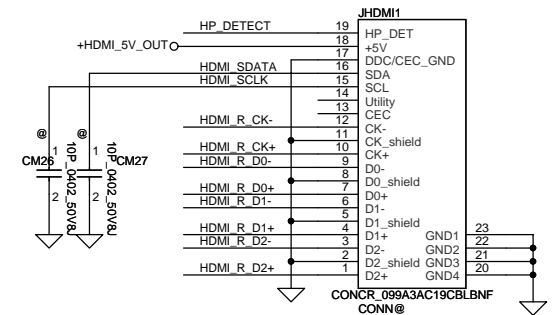 JHDMI1
HP_DETECT 19 HP_DET
+HDMI_5V_OUT 18 +5V
17 DDC/CEC_GND
HDMI_SDATA 16 SDA
HDMI_SCLK 15 SCL
14 Utility
13 CEC
HDMI_R_CK- 12 CK-
11 CK_shield
HDMI_R_CK+ 10 CK+
HDMI_R_D0- 9 D0-
8 D0_shield
HDMI_R_D0+ 7 D0+
HDMI_R_D1- 6 D1-
5 D1_shield
HDMI_R_D1+ 4 D1+ GND1 23
HDMI_R_D2- 3 D2- GND2 22
2 D2_shield GND3 21
HDMI_R_D2+ 1 D2+ GND4 20
CONCR_099A3AC19CBLBNF
CONN@
@
CM26
1
2
10P_0402_50V8J
@
CM27
1
2
10P_0402_50V8J